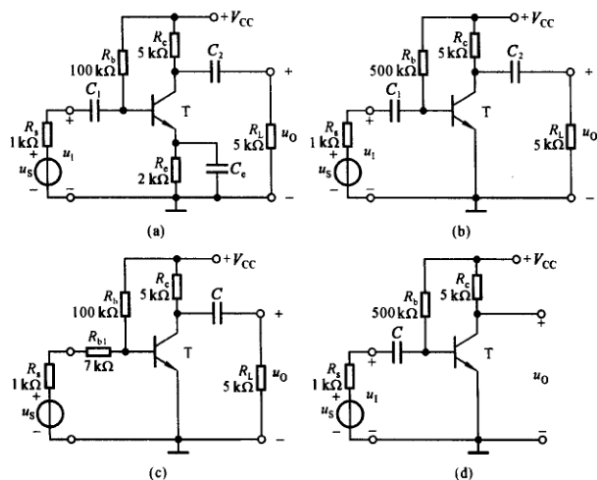 +V_CC
R_b
100 kΩ
R_c
5 kΩ
C_2
C_1
T
R_s
1 kΩ
+
u_S
−
+
u_I
−
R_e
2 kΩ
C_e
R_L
5 kΩ
+
u_O
−
(a)
+V_CC
R_b
500 kΩ
R_c
5 kΩ
C_2
C_1
T
R_s
1 kΩ
+
u_S
−
+
u_I
−
R_L
5 kΩ
+
u_O
−
(b)
+V_CC
R_b
100 kΩ
R_c
5 kΩ
C
R_b1
7 kΩ
T
R_s
1 kΩ
+
u_S
−
R_L
5 kΩ
+
u_O
−
(c)
+V_CC
R_b
500 kΩ
R_c
5 kΩ
C
T
R_s
1 kΩ
+
u_S
−
+
u_I
−
+
u_O
−
(d)